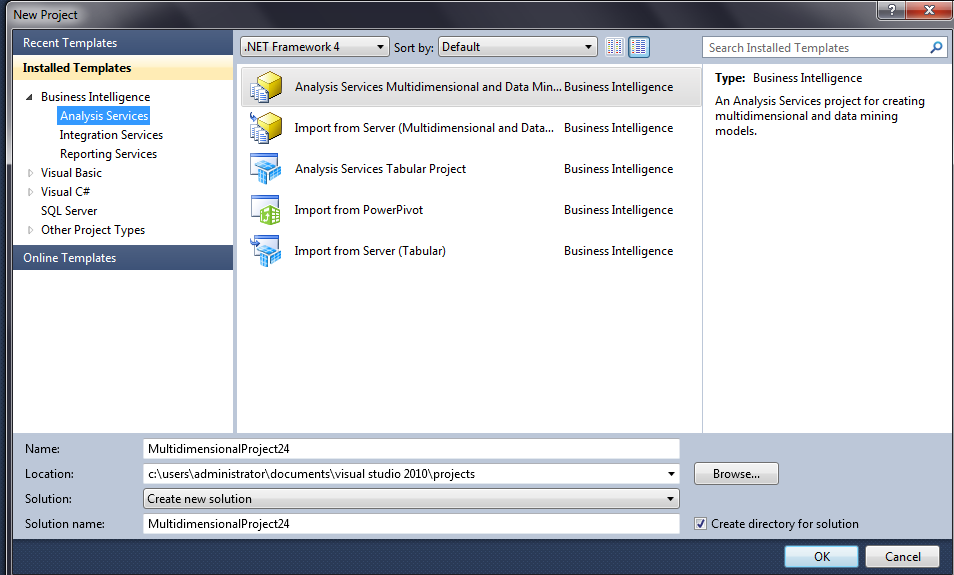 New Project
?
Recent Templates
Installed Templates
Business Intelligence
Analysis Services
Integration Services
Reporting Services
Visual Basic
Visual C#
SQL Server
Other Project Types
Online Templates
.NET Framework 4 Sort by: Default
Analysis Services Multidimensional and Data Min... Business Intelligence
Import from Server (Multidimensional and Data... Business Intelligence
Analysis Services Tabular Project Business Intelligence
Import from PowerPivot Business Intelligence
Import from Server (Tabular) Business Intelligence
Search Installed Templates
Type: Business Intelligence
An Analysis Services project for creating
multidimensional and data mining
models.
Name: MultidimensionalProject24
Location: c:\users\administrator\documents\visual studio 2010\projects Browse...
Solution: Create new solution
Solution name: MultidimensionalProject24 Create directory for solution
OK Cancel